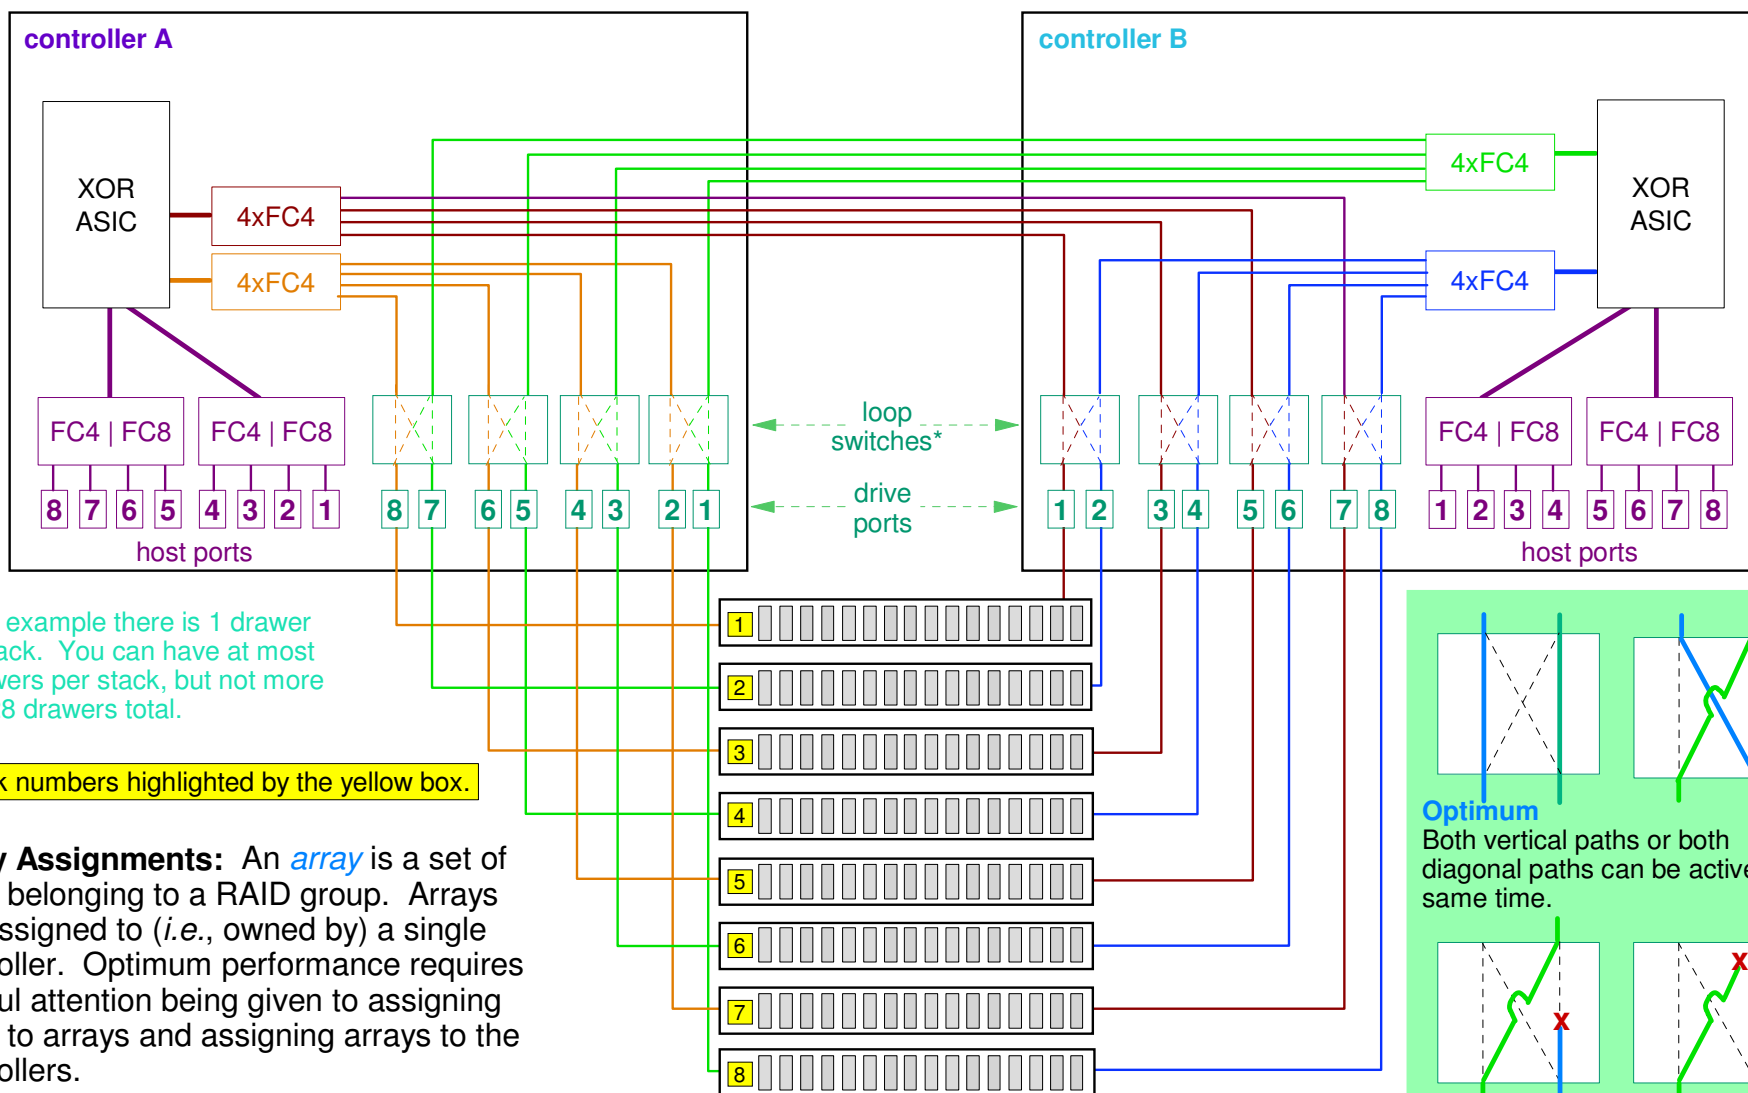 controller A
controller B
XOR
ASIC
4xFC4
4xFC4
4xFC4
4xFC4
XOR
ASIC
FC4 | FC8
FC4 | FC8
loop
switches*
FC4 | FC8
FC4 | FC8
8 7 6 5 4 3 2 1
8 7 6 5 4 3 2 1
drive
ports
1 2 3 4 5 6 7 8
1 2 3 4 5 6 7 8
host ports
host ports
example there is 1 drawer
ack. You can have at most
wers per stack, but not more
8 drawers total.
k numbers highlighted by the yellow box.
y Assignments: An array is a set of
belonging to a RAID group. Arrays
ssigned to (i.e., owned by) a single
oller. Optimum performance requires
ul attention being given to assigning
to arrays and assigning arrays to the
ollers.
1
2
3
4
5
6
7
8
Optimum
Both vertical paths or both
diagonal paths can be active
same time.
x
x